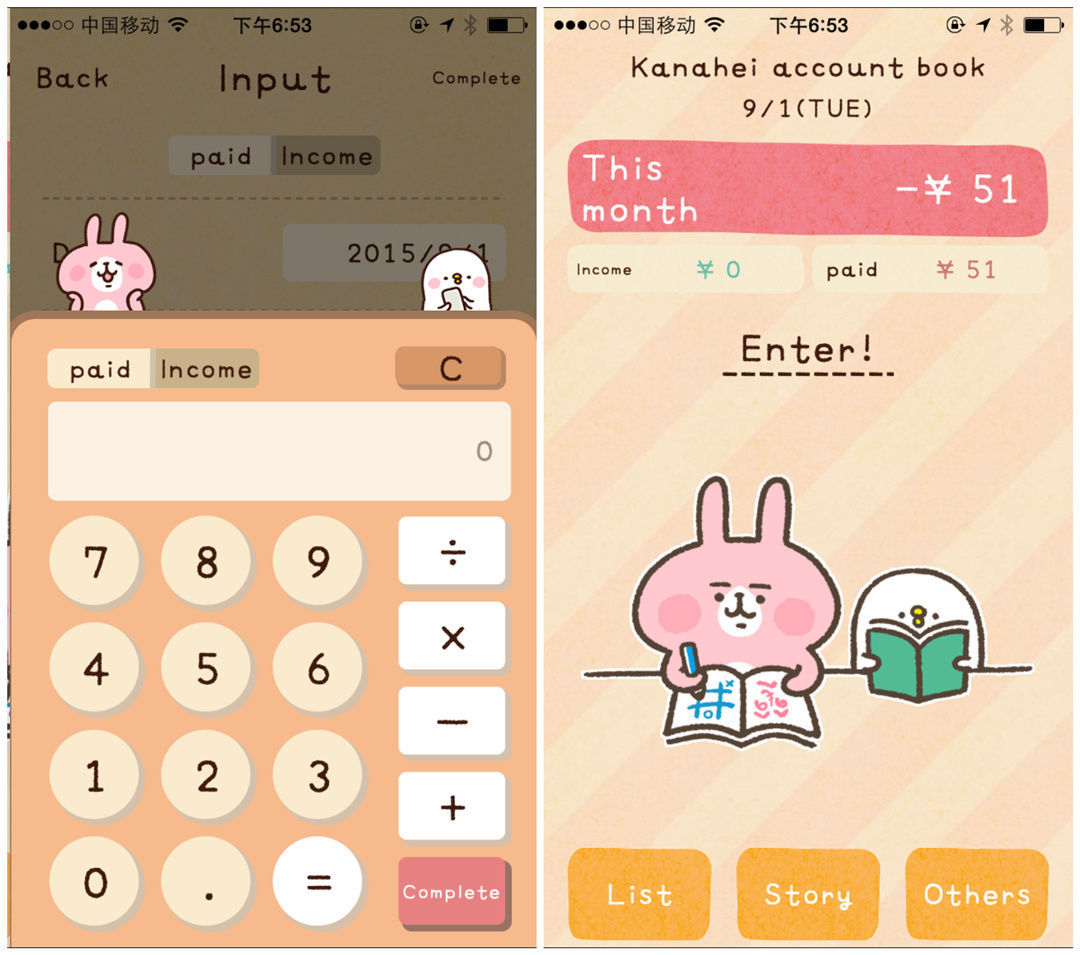 中国移动 下午6:53
Back Input Complete
paid Income
2015/9/1
paid Income C
0
7 8 9 ÷
4 5 6 ×
1 2 3 −
0 . = +
Complete
中国移动 下午6:53
Kanahei account book
9/1(TUE)
This month -¥ 51
Income ¥ 0 paid ¥ 51
Enter!
List Story Others